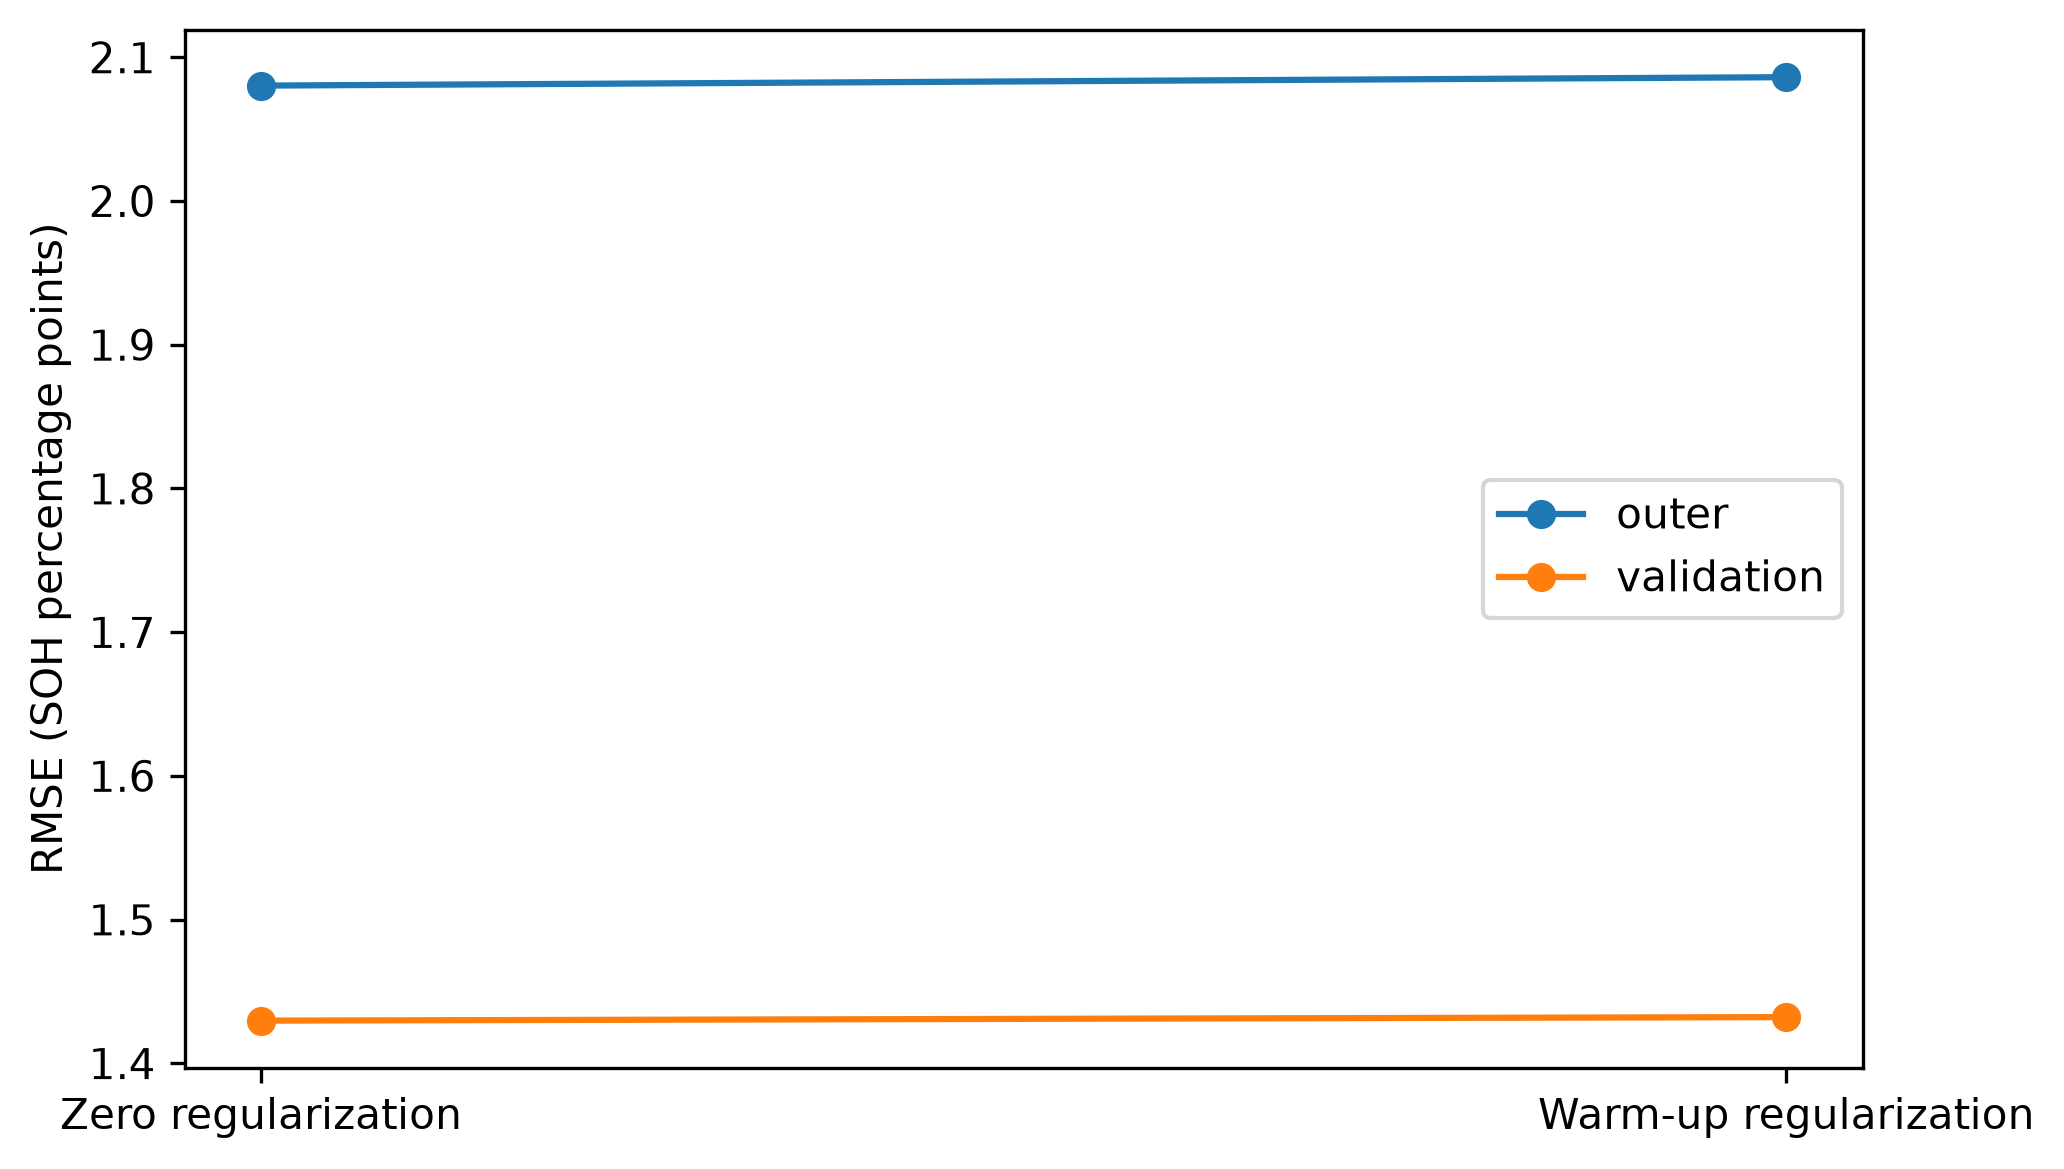 RMSE (SOH percentage points)
2.1
2.0
1.9
1.8
1.7
1.6
1.5
1.4
outer
validation
Zero regularization
Warm-up regularization